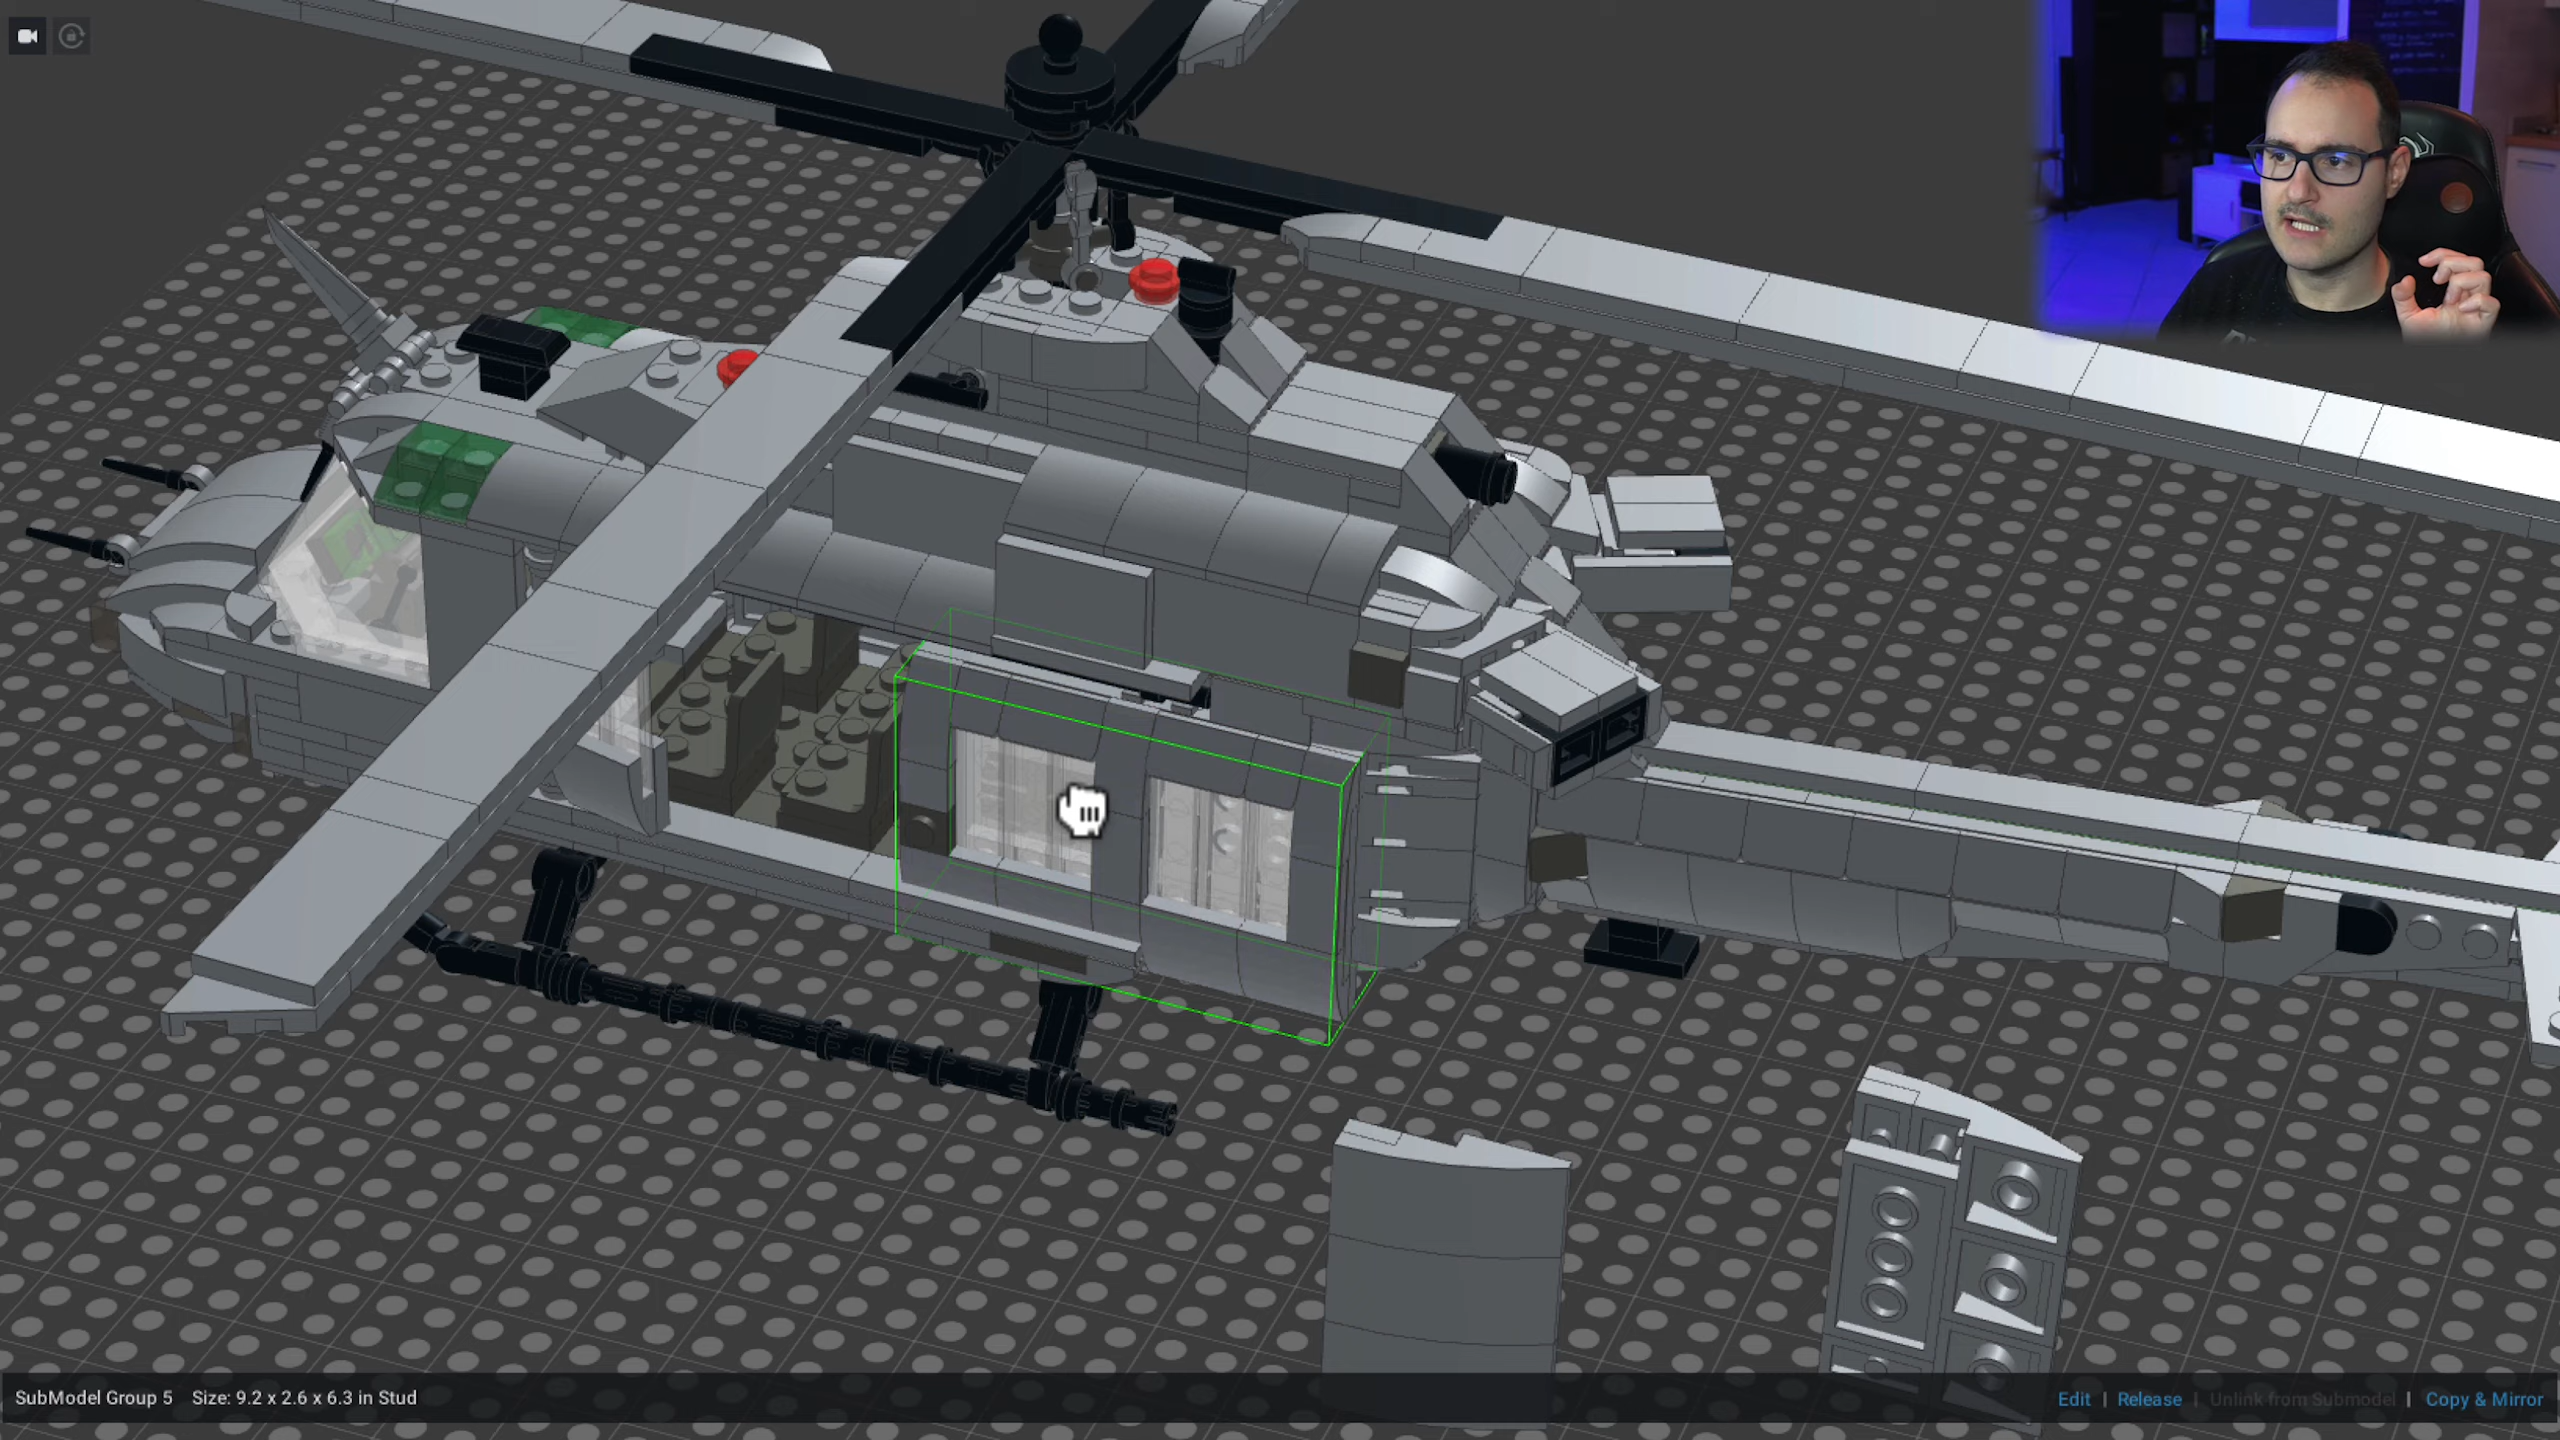 SubModel Group 5 Size: 9.2 x 2.6 x 6.3 in Stud
Edit | Release | Unlink from Submodel | Copy & Mirror